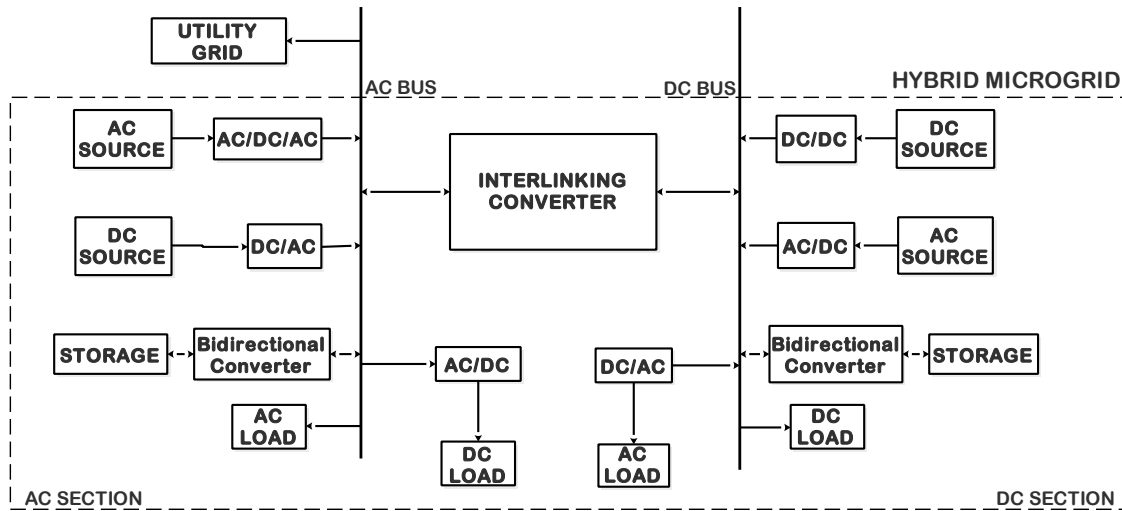 UTILITY
GRID
AC BUS
DC BUS
HYBRID MICROGRID
AC
SOURCE
AC/DC/AC
INTERLINKING
CONVERTER
DC/DC
DC
SOURCE
DC
SOURCE
DC/AC
AC/DC
AC
SOURCE
STORAGE
Bidirectional
Converter
AC/DC
DC/AC
Bidirectional
Converter
STORAGE
AC
LOAD
DC
LOAD
AC
LOAD
DC
LOAD
AC SECTION
DC SECTION